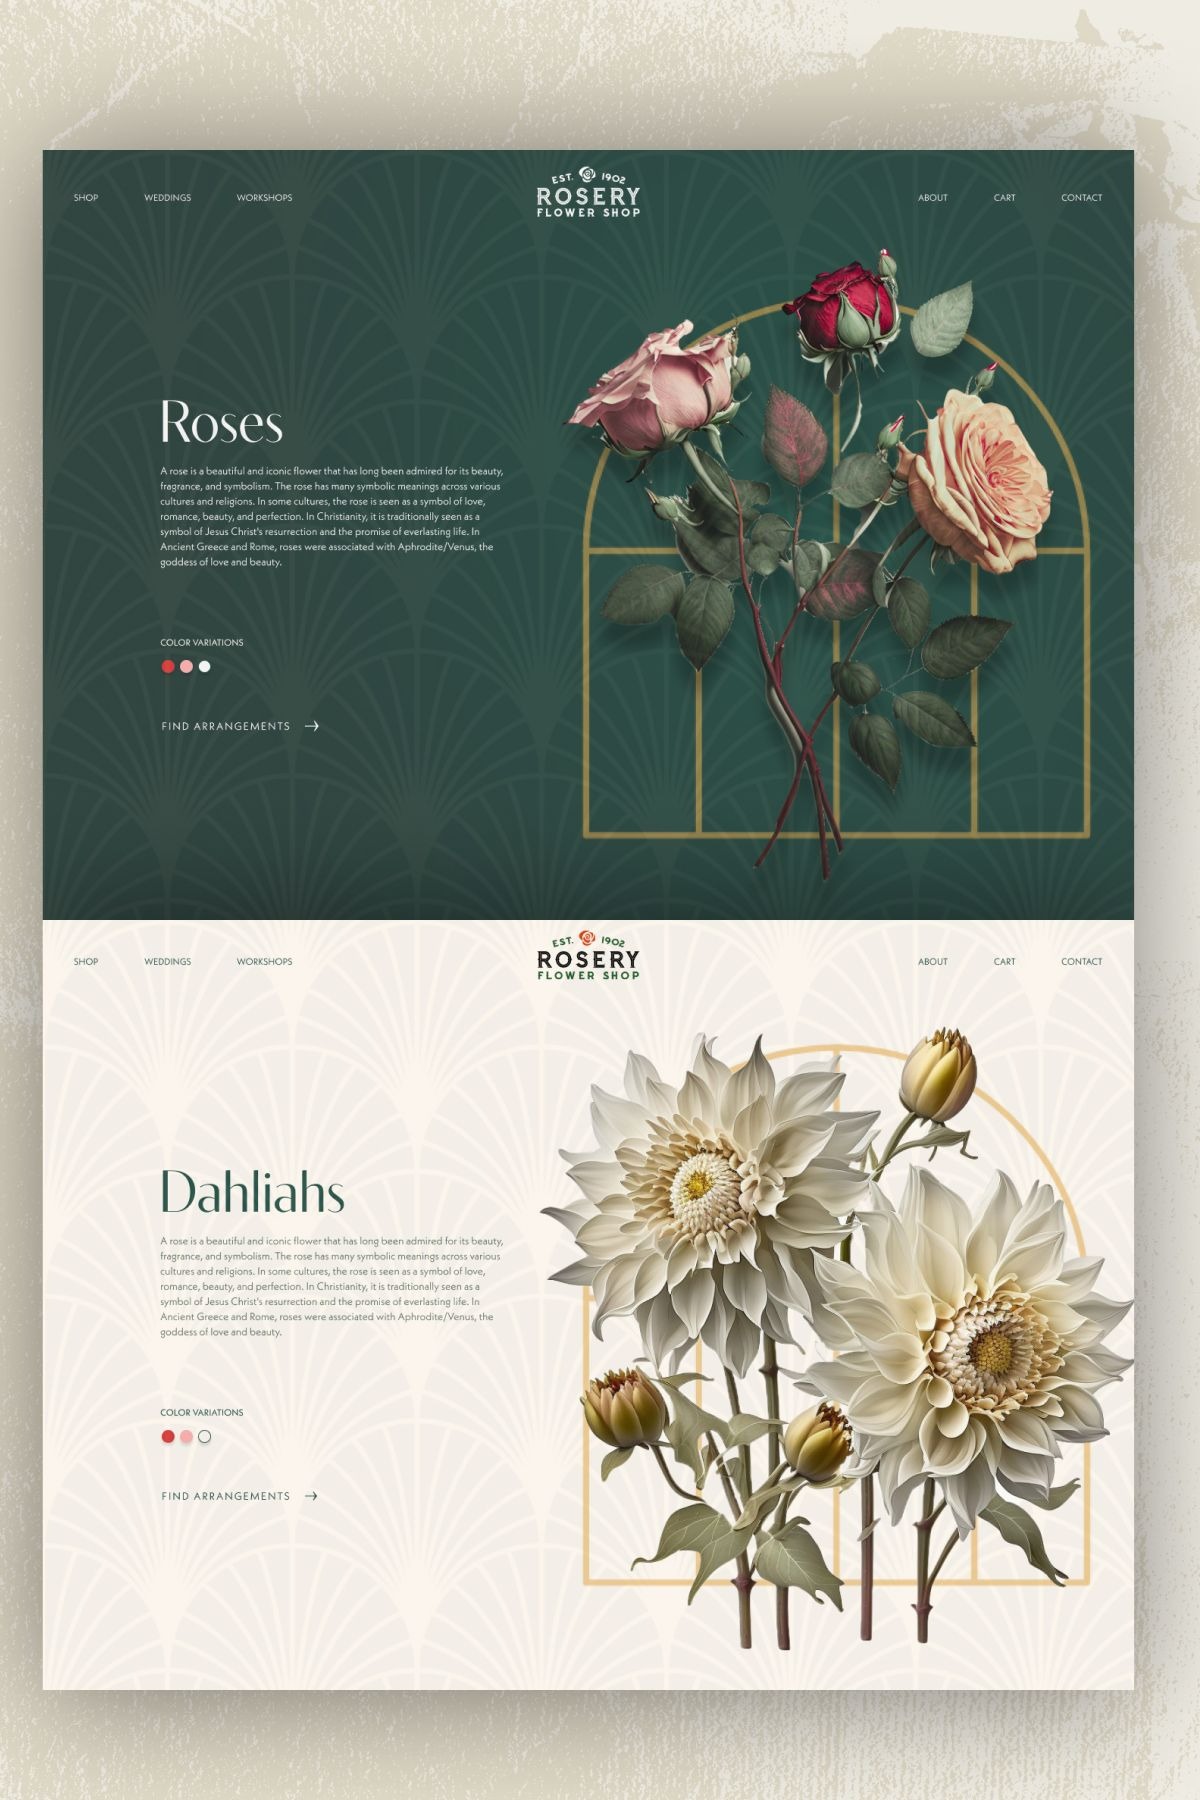 SHOP
WEDDINGS
WORKSHOPS
EST. 1902
ROSERY
FLOWER SHOP
ABOUT
CART
CONTACT
Roses
A rose is a beautiful and iconic flower that has long been admired for its beauty,
fragrance, and symbolism. The rose has many symbolic meanings across various
cultures and religions. In some cultures, the rose is seen as a symbol of love,
romance, beauty, and perfection. In Christianity, it is traditionally seen as a
symbol of Jesus Christ's resurrection and the promise of everlasting life. In
Ancient Greece and Rome, roses were associated with Aphrodite/Venus, the
goddess of love and beauty.
COLOR VARIATIONS
FIND ARRANGEMENTS
SHOP
WEDDINGS
WORKSHOPS
EST. 1902
ROSERY
FLOWER SHOP
ABOUT
CART
CONTACT
Dahliahs
A rose is a beautiful and iconic flower that has long been admired for its beauty,
fragrance, and symbolism. The rose has many symbolic meanings across various
cultures and religions. In some cultures, the rose is seen as a symbol of love,
romance, beauty, and perfection. In Christianity, it is traditionally seen as a
symbol of Jesus Christ's resurrection and the promise of everlasting life. In
Ancient Greece and Rome, roses were associated with Aphrodite/Venus, the
goddess of love and beauty.
COLOR VARIATIONS
FIND ARRANGEMENTS